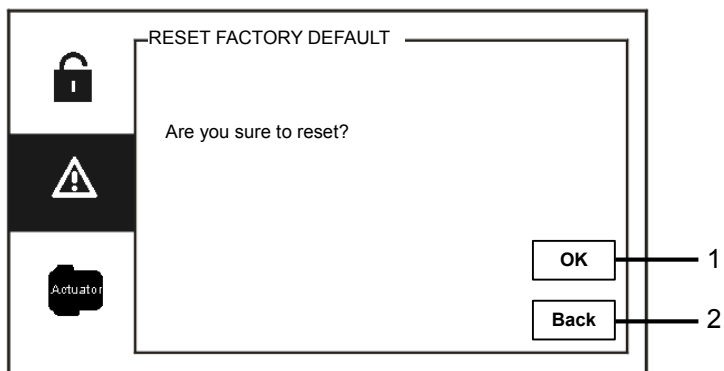 RESET FACTORY DEFAULT
Are you sure to reset?
Actuator
OK
1
Back
2